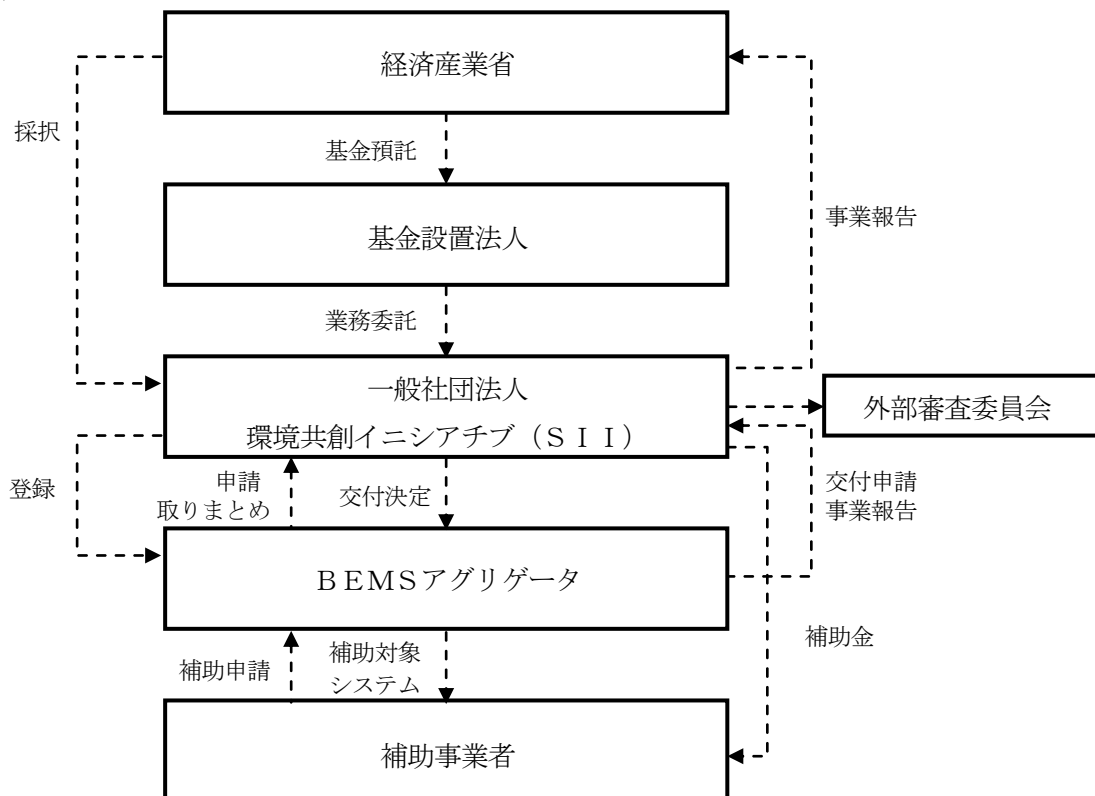 経済産業省
採択
基金預託
事業報告
基金設置法人
業務委託
一般社団法人
環境共創イニシアチブ(SII)
外部審査委員会
登録
申請
取りまとめ
交付決定
交付申請
事業報告
BEMSアグリゲータ
補助金
補助申請
補助対象
システム
補助事業者